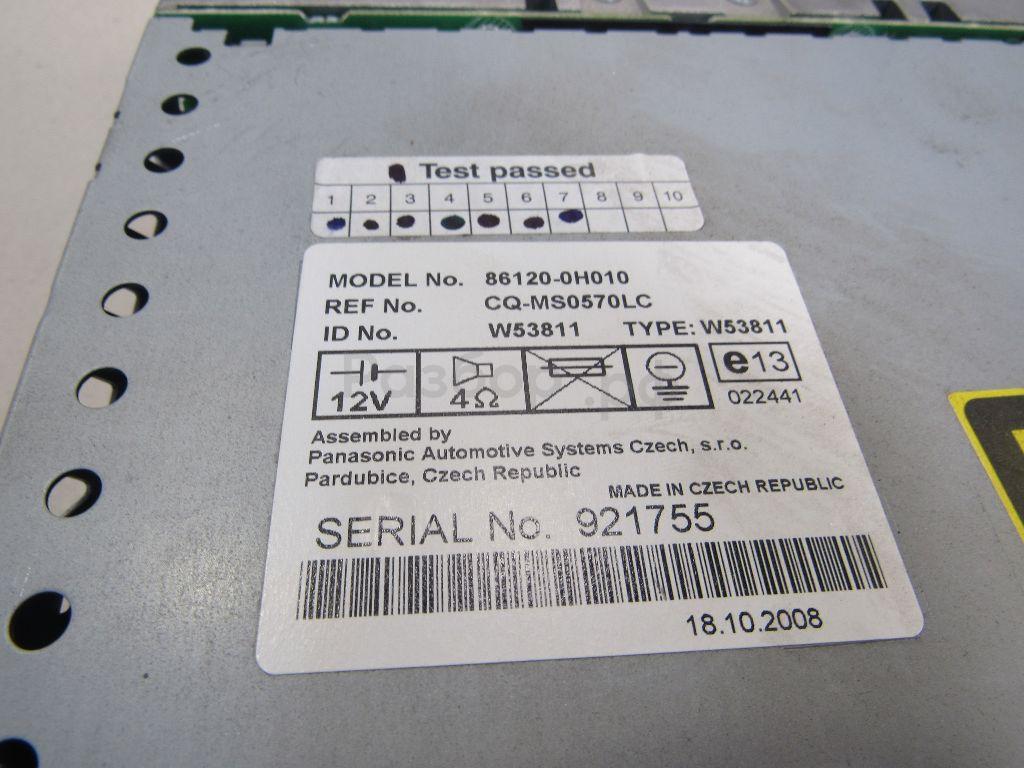 Test passed
1 2 3 4 5 6 7 8 9 10
MODEL No. 86120-0H010
REF No. CQ-MS0570LC
ID No. W53811 TYPE: W53811
12V 4Ω e13
022441
Assembled by
Panasonic Automotive Systems Czech, s.r.o.
Pardubice, Czech Republic
MADE IN CZECH REPUBLIC
SERIAL No. 921755
18.10.2008